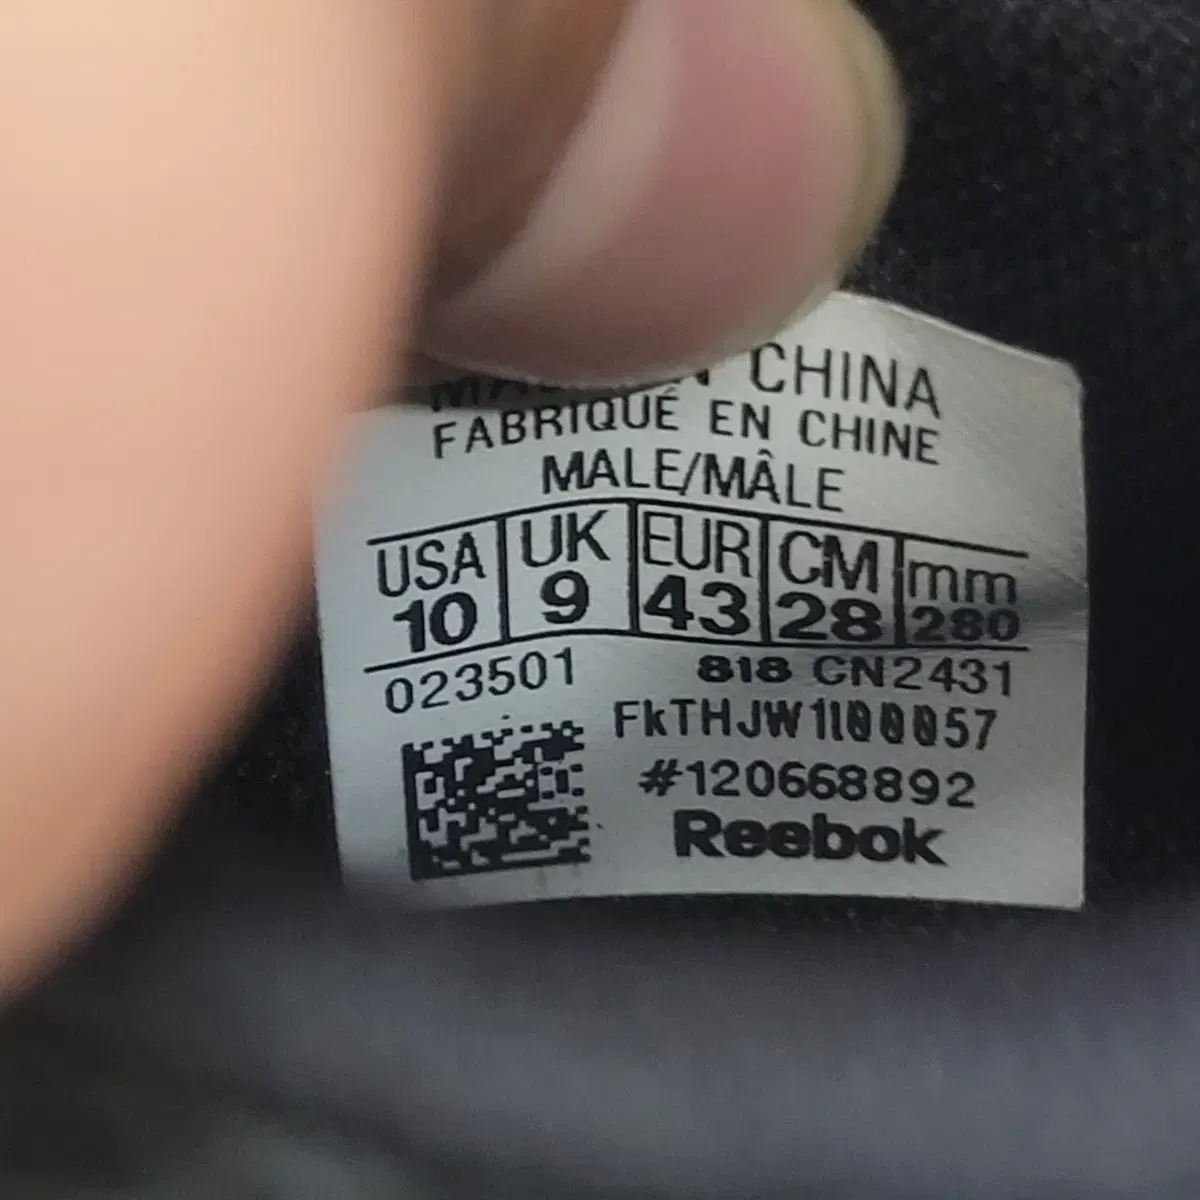 CHINA
FABRIQUÉ EN CHINE
MALE/MÂLE
USA UK EUR CM mm
10 9 43 28 280
023501 818 CN2431
#120668892
Reebok